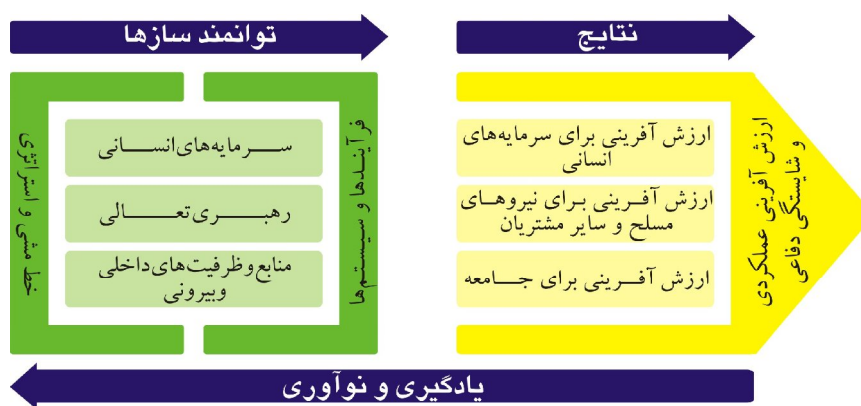 توانمند سازها
نتایج
خط مشی و استراتژی
سرمایه‌های انسانی
رهبری تعالی
منابع و ظرفیت‌های داخلی
و بیرونی
فرآیندها و سیستم‌ها
ارزش آفرینی برای سرمایه‌های
انسانی
ارزش آفرینی برای نیروهای
مسلح و سایر مشتریان
ارزش آفرینی برای جامعه
ارزش آفرینی عملکردی
و شایستگی دفاعی
یادگیری و نوآوری